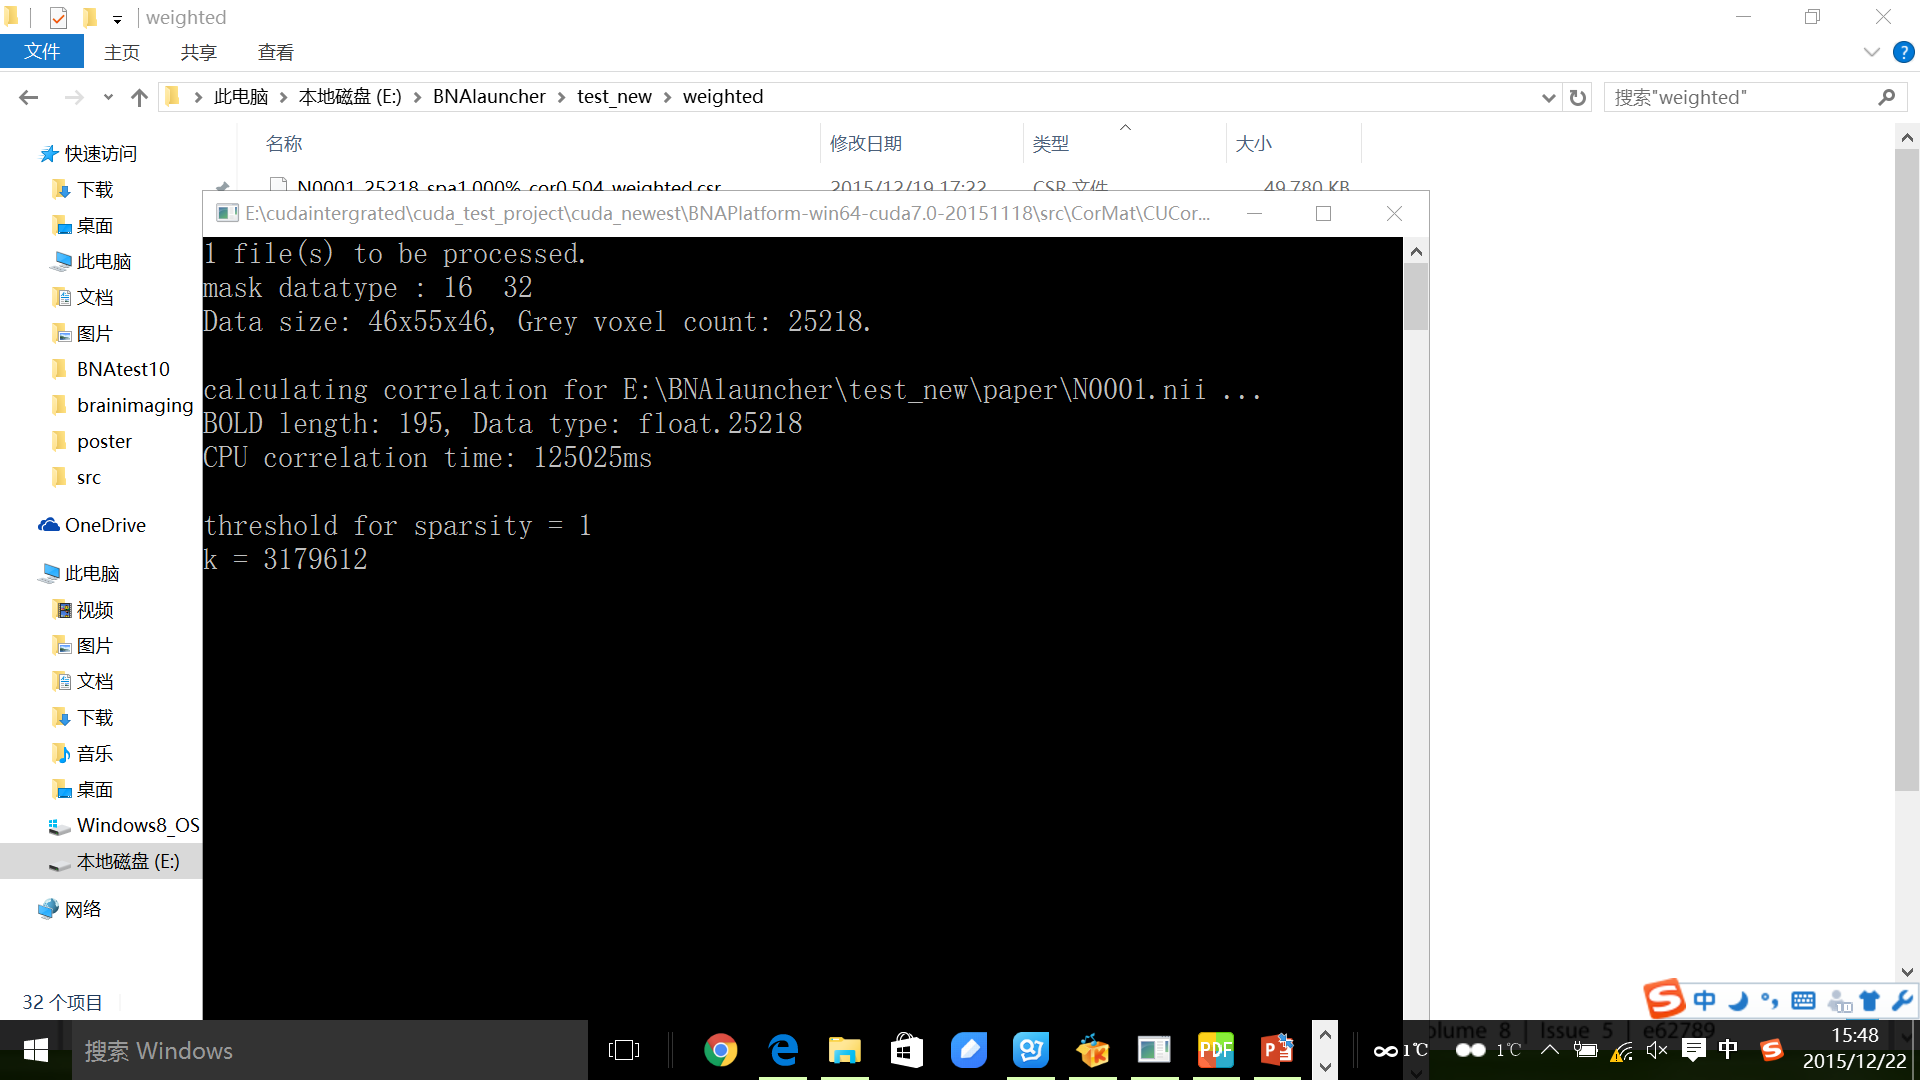 weighted
文件 主页 共享 查看
此电脑 本地磁盘 (E:) BNAlauncher test_new weighted
搜索"weighted"
名称 修改日期 类型 大小
N0001_25218_spa1.000%_cor0.504_weighted.csr 2015/12/19 17:22 CSR 文件 49,780 KB
快速访问
下载
桌面
此电脑
文档
图片
BNAtest10
brainimaging
poster
src
OneDrive
此电脑
视频
图片
文档
下载
音乐
桌面
Windows8_OS
本地磁盘 (E:)
网络
32 个项目
E:\cudaintergrated\cuda_test_project\cuda_newest\BNAPlatform-win64-cuda7.0-20151118\src\CorMat\CUCor...
1 file(s) to be processed.
mask datatype : 16  32
Data size: 46x55x46, Grey voxel count: 25218.
calculating correlation for E:\BNAlauncher\test_new\paper\N0001.nii ...
BOLD length: 195, Data type: float.25218
CPU correlation time: 125025ms
threshold for sparsity = 1
k = 3179612
中
olume 8 | Issue 5 | e62789
搜索 Windows
PDF
1℃
1℃
中
15:48
2015/12/22